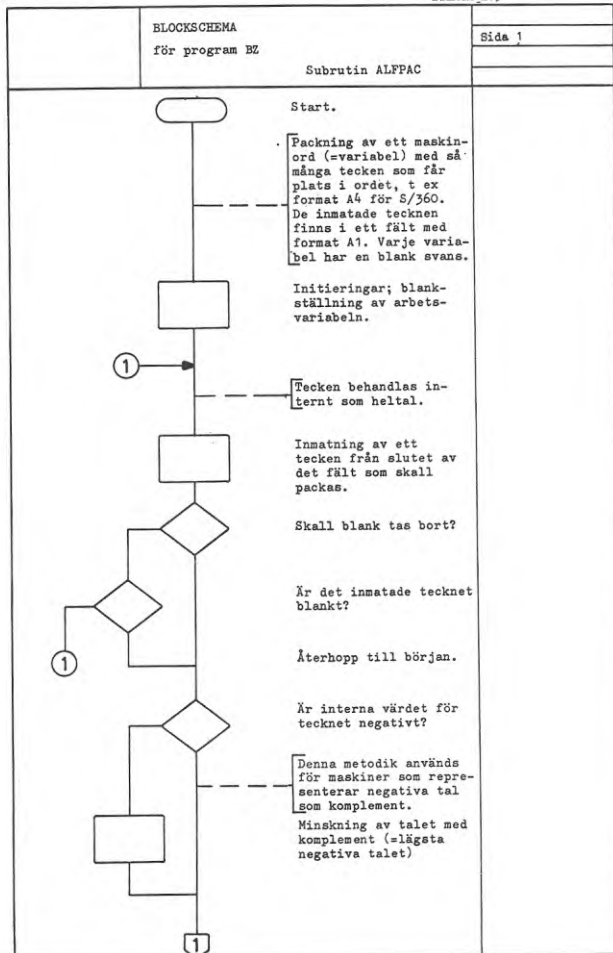 BLOCKSCHEMA
för program BZ
Subrutin ALFPAC
Sida 1
Start.
Packning av ett maskin-
ord (=variabel) med så
många tecken som får
plats i ordet, t ex
format A4 för S/360.
De inmatade tecknen
finns i ett fält med
format A1. Varje varia-
bel har en blank svans.
Initieringar; blank-
ställning av arbets-
variabeln.
1
Tecken behandlas in-
ternt som heltal.
Inmatning av ett
tecken från slutet av
det fält som skall
packas.
Skall blank tas bort?
Är det inmatade tecknet
blankt?
1
Återhopp till början.
Är interna värdet för
tecknet negativt?
Denna metodik används
för maskiner som repre-
senterar negativa tal
som komplement.
Minskning av talet med
komplement (=lägsta
negativa talet)
1